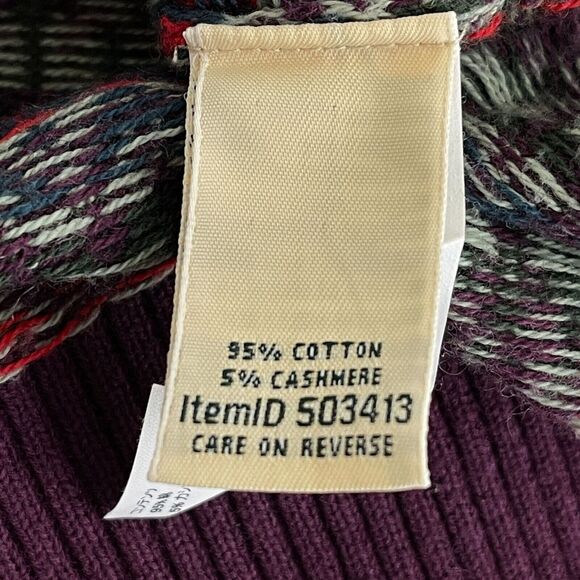 95% COTTON
5% CASHMERE
ItemID 503413
CARE ON REVERSE